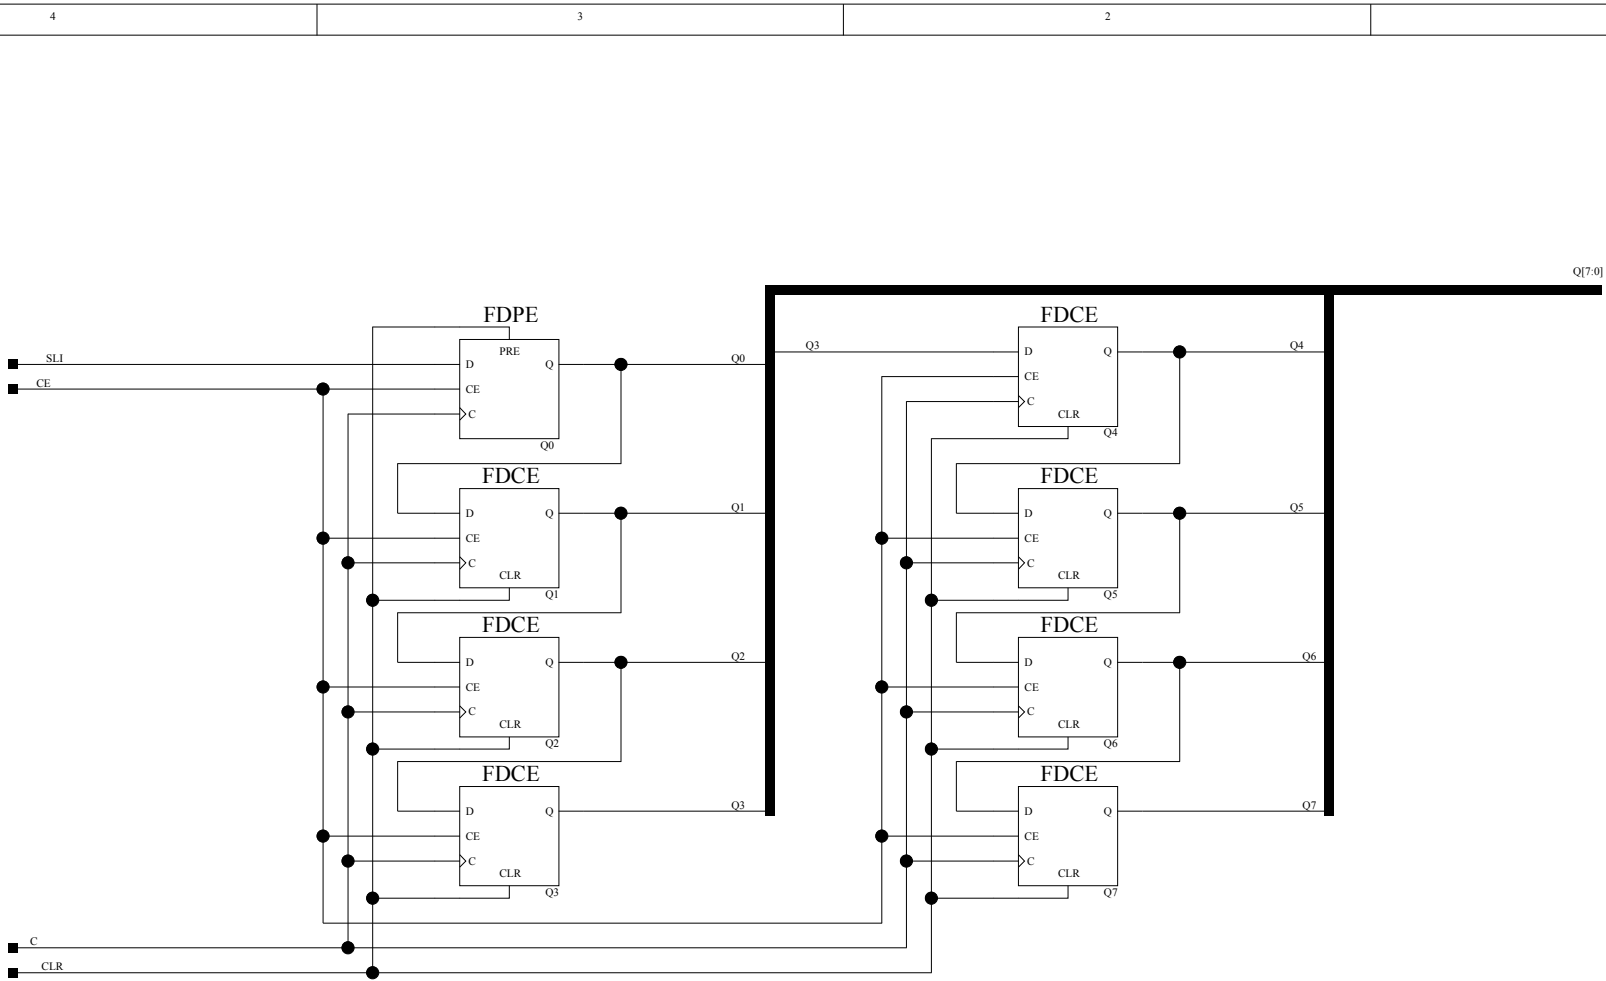 4 3 2
Q[7:0]
FDPE FDCE
PRE
SLI D Q Q0 Q3 D Q Q4
CE CE CE
C C
CLR
Q0 Q4
FDCE FDCE
D Q Q1 D Q Q5
CE CE
C C
CLR CLR
Q1 Q5
FDCE FDCE
D Q Q2 D Q Q6
CE CE
C C
CLR CLR
Q2 Q6
FDCE FDCE
D Q Q3 D Q Q7
CE CE
C C
CLR CLR
Q3 Q7
C
CLR